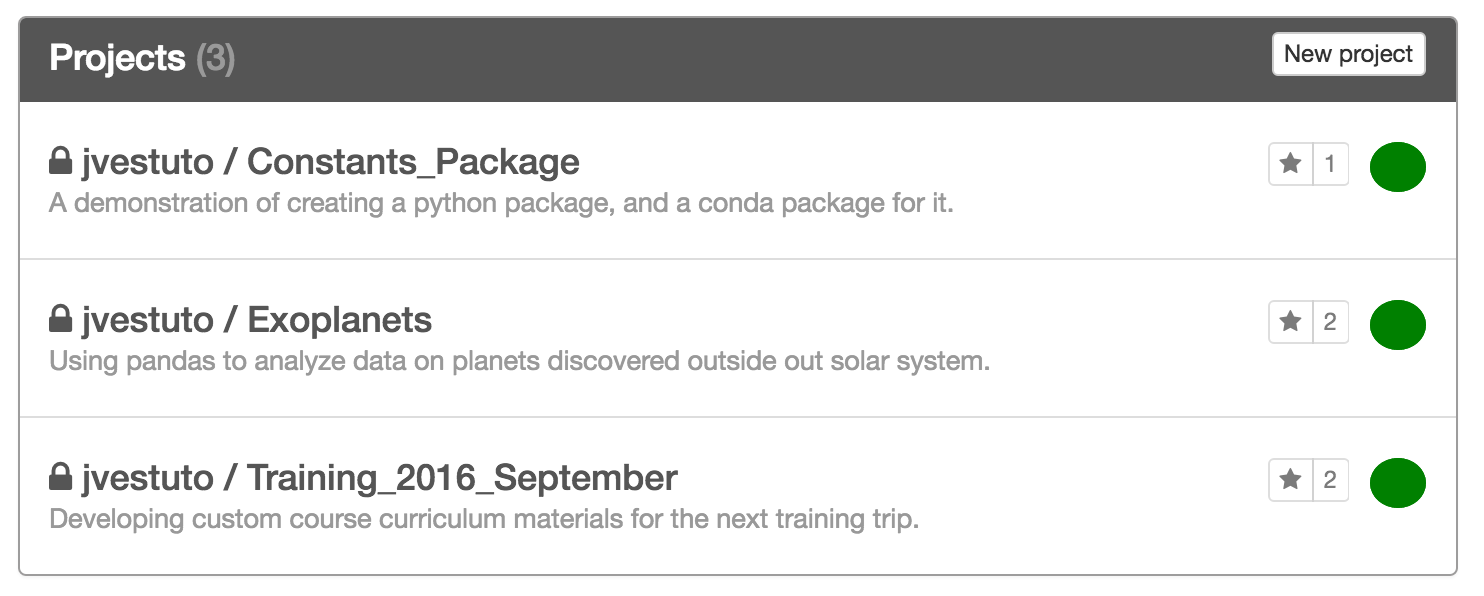 Projects (3)
New project
jvestuto / Constants_Package
1
A demonstration of creating a python package, and a conda package for it.
jvestuto / Exoplanets
2
Using pandas to analyze data on planets discovered outside out solar system.
jvestuto / Training_2016_September
2
Developing custom course curriculum materials for the next training trip.